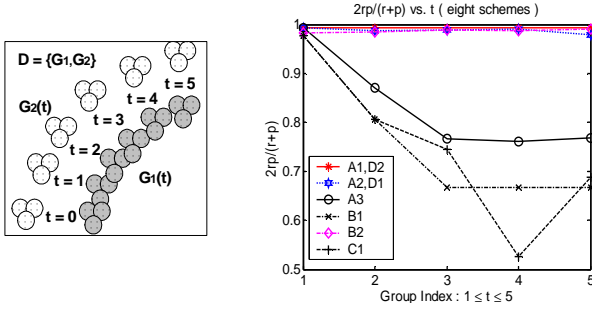 D = {G1,G2}
G2(t)
t = 5
t = 4
t = 3
t = 2
t = 1
t = 0
G1(t)
2rp/(r+p) vs. t ( eight schemes )
2rp/(r+p)
1
0.9
0.8
0.7
0.6
0.5
A1,D2
A2,D1
A3
B1
B2
C1
1 2 3 4 5
Group Index : 1 ≤ t ≤ 5